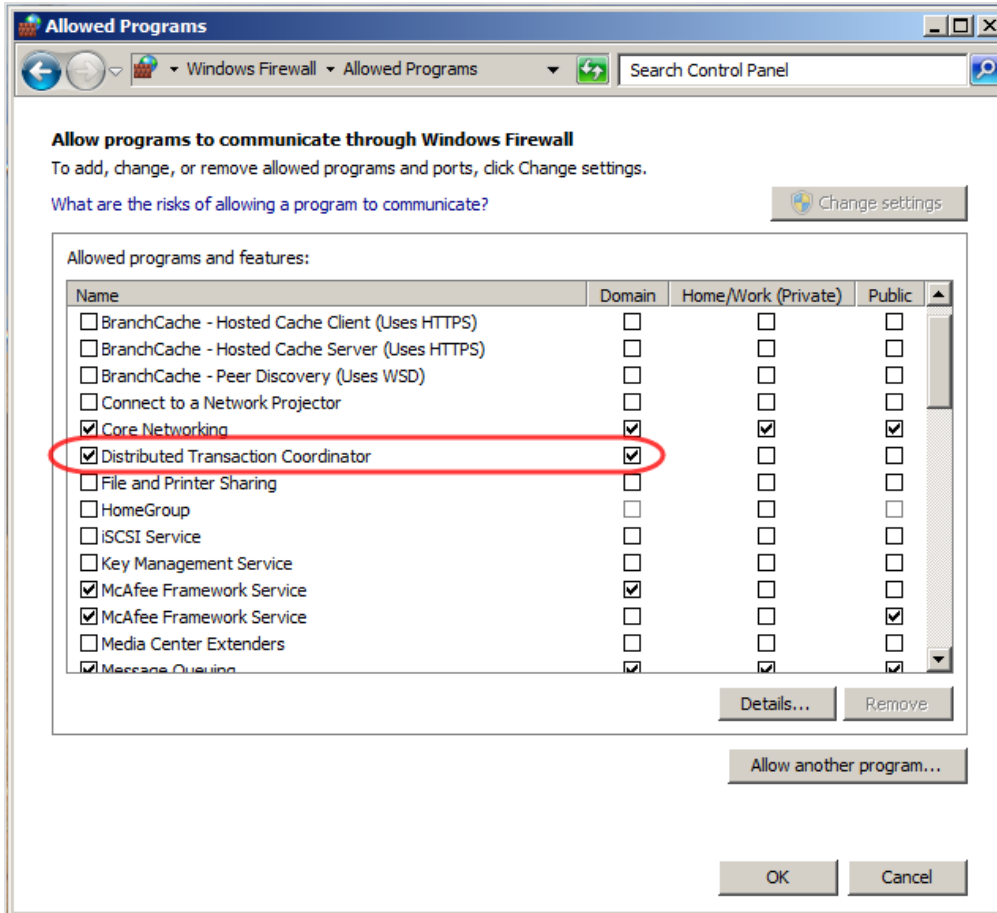 Allowed Programs
Windows Firewall Allowed Programs Search Control Panel
Allow programs to communicate through Windows Firewall
To add, change, or remove allowed programs and ports, click Change settings.
What are the risks of allowing a program to communicate? Change settings
Allowed programs and features:
Name Domain Home/Work (Private) Public
BranchCache - Hosted Cache Client (Uses HTTPS)
BranchCache - Hosted Cache Server (Uses HTTPS)
BranchCache - Peer Discovery (Uses WSD)
Connect to a Network Projector
Core Networking
Distributed Transaction Coordinator
File and Printer Sharing
HomeGroup
iSCSI Service
Key Management Service
McAfee Framework Service
McAfee Framework Service
Media Center Extenders
Message Queuing
Details... Remove
Allow another program...
OK Cancel